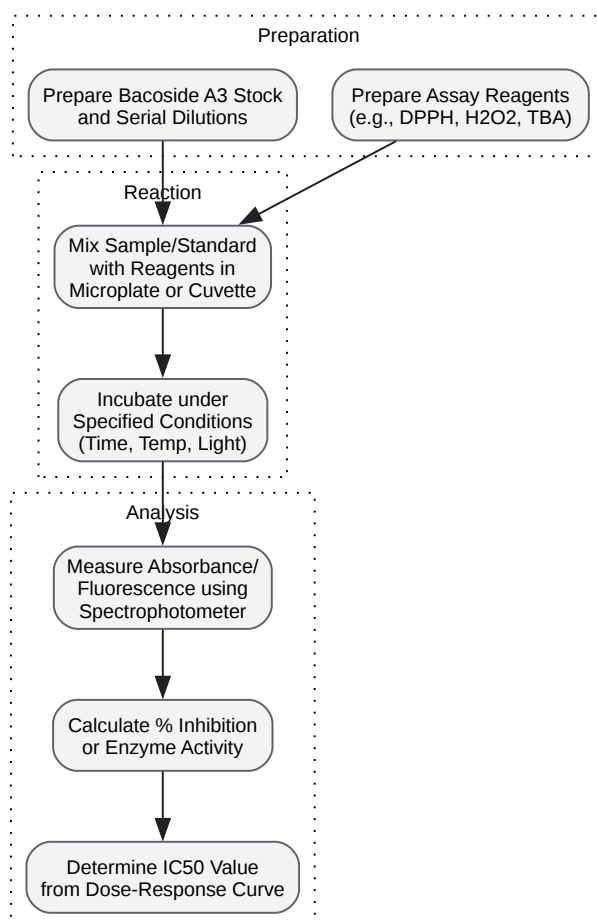 Preparation
Prepare Bacoside A3 Stock
and Serial Dilutions
Prepare Assay Reagents
(e.g., DPPH, H2O2, TBA)
Reaction
Mix Sample/Standard
with Reagents in
Microplate or Cuvette
Incubate under
Specified Conditions
(Time, Temp, Light)
Analysis
Measure Absorbance/
Fluorescence using
Spectrophotometer
Calculate % Inhibition
or Enzyme Activity
Determine IC50 Value
from Dose-Response Curve